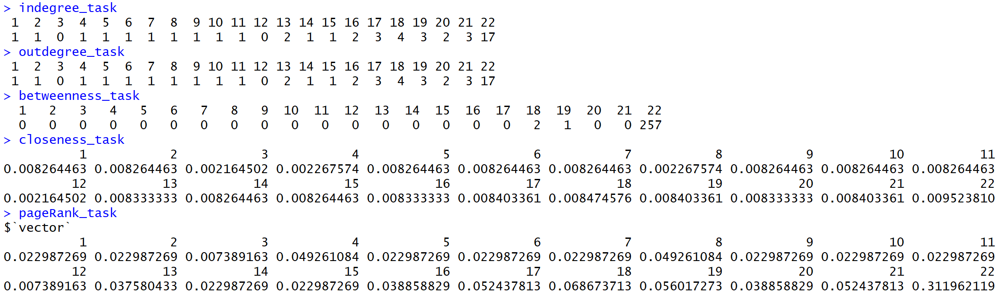 > indegree_task
1 2 3 4 5 6 7 8 9 10 11 12 13 14 15 16 17 18 19 20 21 22
1 1 0 1 1 1 1 1 1 1 1 0 2 1 1 2 3 4 3 2 3 17
> outdegree_task
1 2 3 4 5 6 7 8 9 10 11 12 13 14 15 16 17 18 19 20 21 22
1 1 0 1 1 1 1 1 1 1 1 0 2 1 1 2 3 4 3 2 3 17
> betweenness_task
1 2 3 4 5 6 7 8 9 10 11 12 13 14 15 16 17 18 19 20 21 22
0 0 0 0 0 0 0 0 0 0 0 0 0 0 0 0 0 2 1 0 0 257
> closeness_task
1 2 3 4 5 6 7 8 9 10 11
0.008264463 0.008264463 0.002164502 0.002267574 0.008264463 0.008264463 0.008264463 0.002267574 0.008264463 0.008264463 0.008264463
12 13 14 15 16 17 18 19 20 21 22
0.002164502 0.008333333 0.008264463 0.008264463 0.008333333 0.008403361 0.008474576 0.008403361 0.008333333 0.008403361 0.009523810
> pageRank_task
$`vector`
1 2 3 4 5 6 7 8 9 10 11
0.022987269 0.022987269 0.007389163 0.049261084 0.022987269 0.022987269 0.022987269 0.049261084 0.022987269 0.022987269 0.022987269
12 13 14 15 16 17 18 19 20 21 22
0.007389163 0.037580433 0.022987269 0.022987269 0.038858829 0.052437813 0.068673713 0.056017273 0.038858829 0.052437813 0.311962119